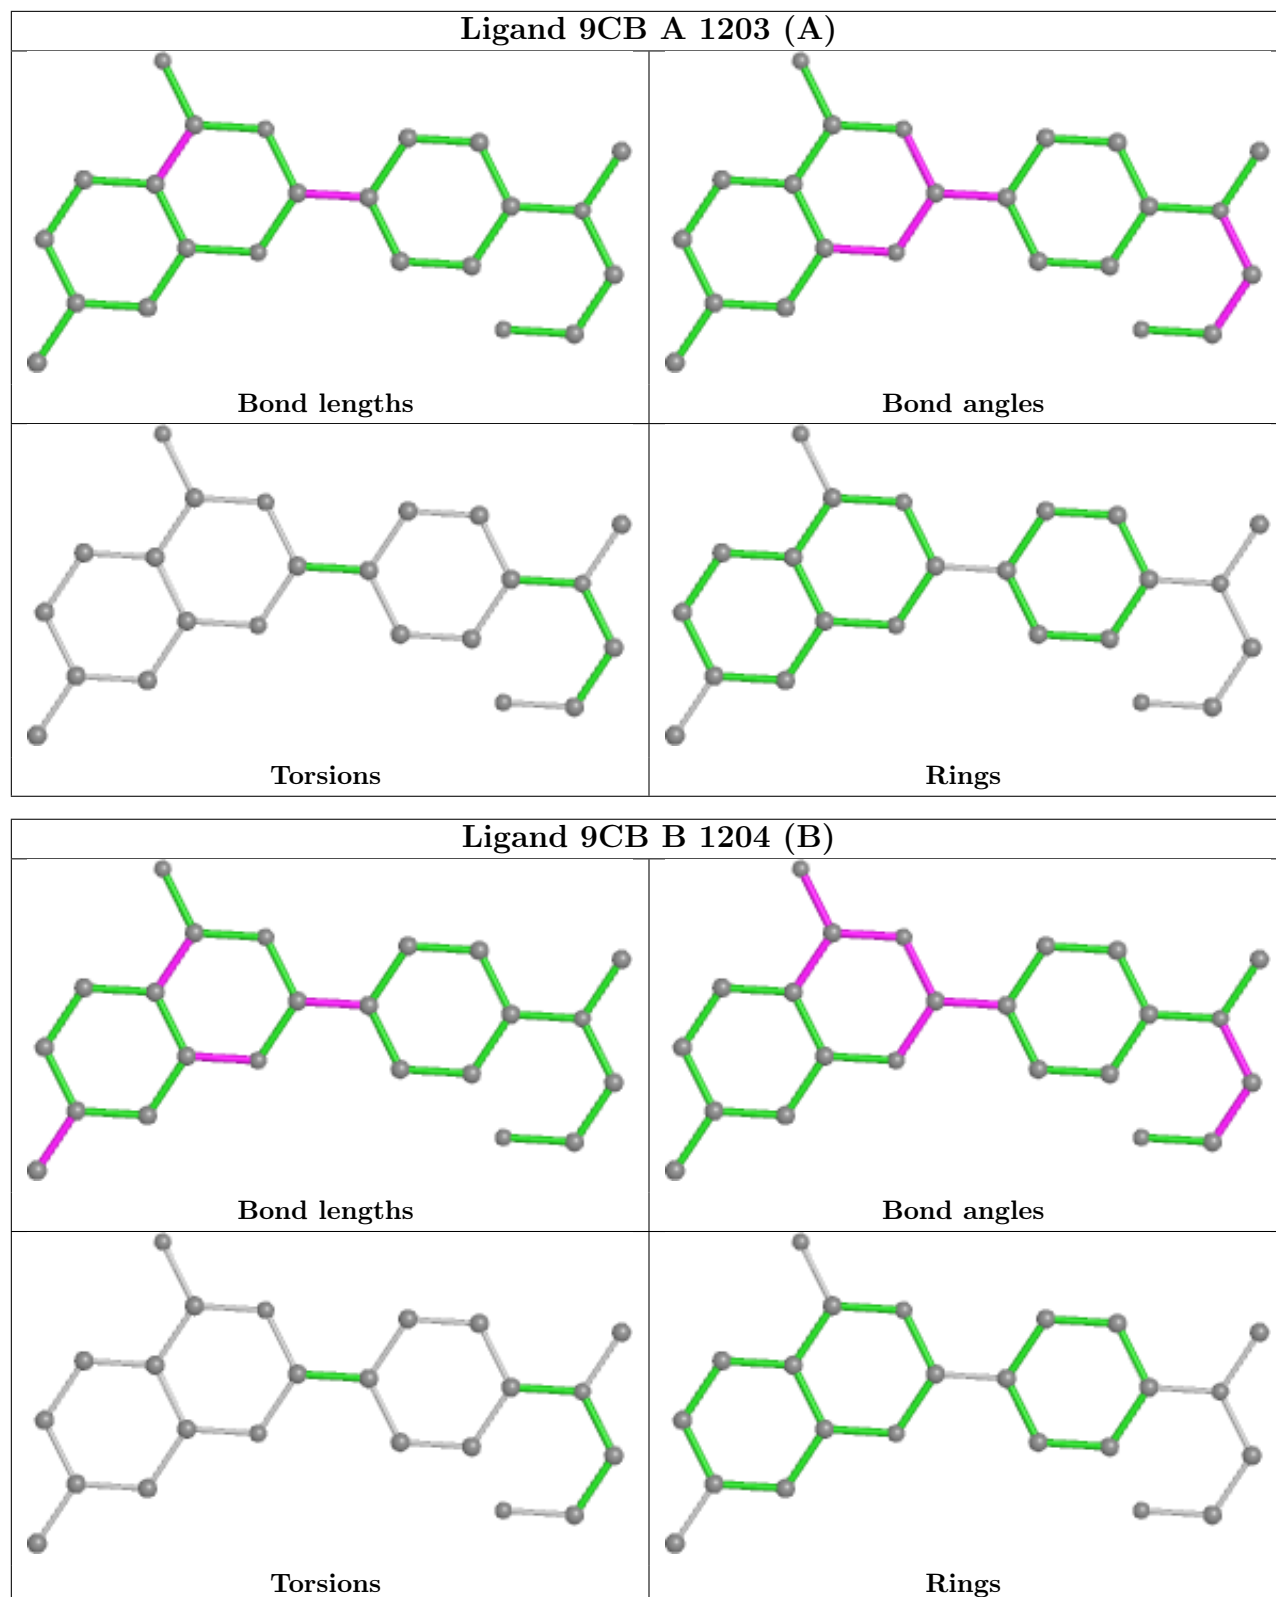 Ligand 9CB A 1203 (A)
Bond lengths
Bond angles
Torsions
Rings
Ligand 9CB B 1204 (B)
Bond lengths
Bond angles
Torsions
Rings